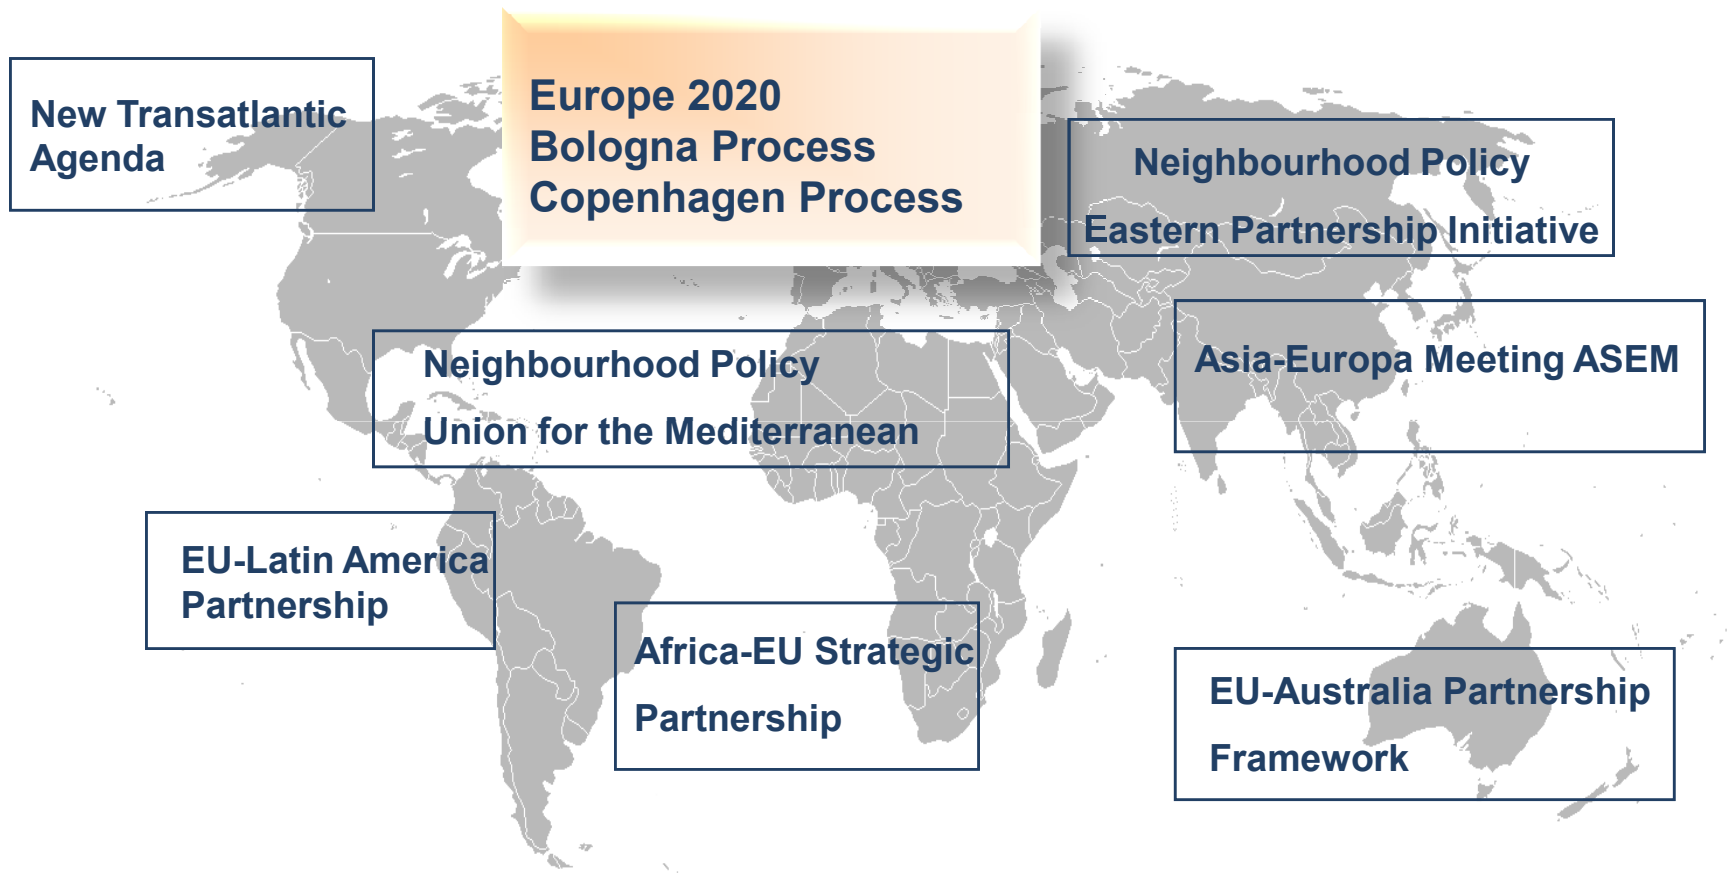 New Transatlantic
Agenda
Europe 2020
Bologna Process
Copenhagen Process
Neighbourhood Policy
Eastern Partnership Initiative
Neighbourhood Policy
Union for the Mediterranean
Asia-Europa Meeting ASEM
EU-Latin America
Partnership
Africa-EU Strategic
Partnership
EU-Australia Partnership
Framework